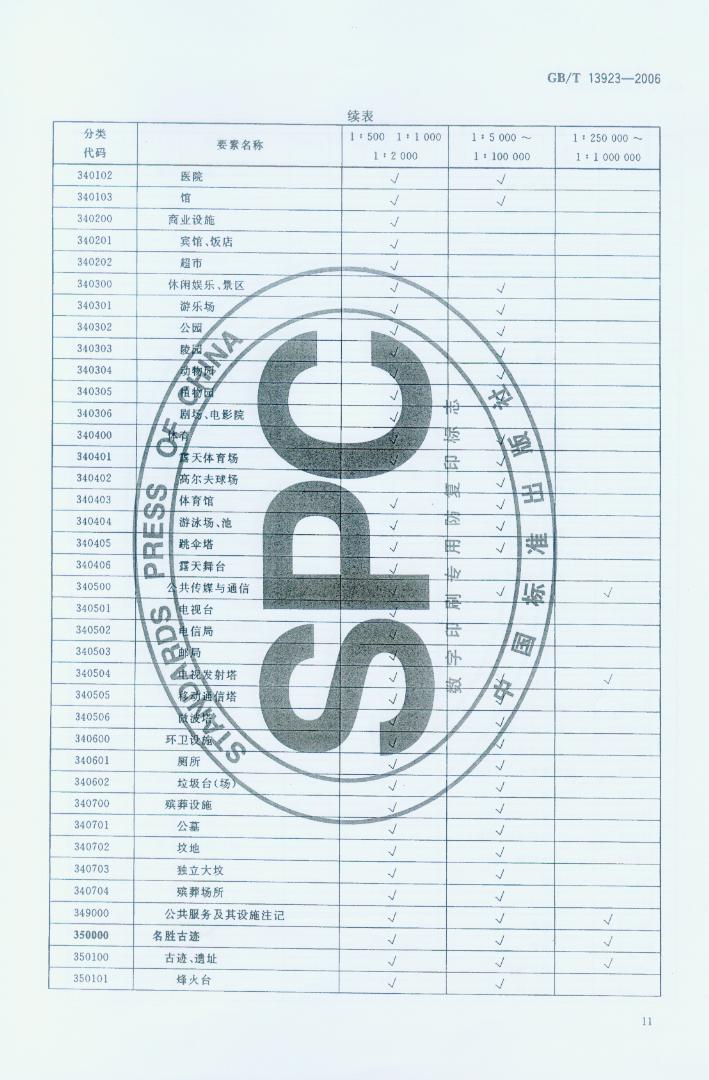 GB/T 13923—2006
续表
分类代码 要素名称 1∶500 1∶1 000 1∶2 000 1∶5 000～1∶100 000 1∶250 000～1∶1 000 000
340102 医院 √ √
340103 馆 √ √
340200 商业设施 √
340201 宾馆、饭店 √
340202 超市 √
340300 休闲娱乐、景区 √ √
340301 游乐场 √ √
340302 公园 √ √
340303 陵园 √ √
340304 动物园 √ √
340305 植物园 √ √
340306 剧场、电影院 √ √
340400 体育 √ √
340401 露天体育场 √ √
340402 高尔夫球场 √ √
340403 体育馆 √ √
340404 游泳场、池 √ √
340405 跳伞塔 √ √
340406 露天舞台 √
340500 公共传媒与通信 √ √ √
340501 电视台 √
340502 电信局 √
340503 邮局 √
340504 电视发射塔 √ √ √
340505 移动通信塔 √ √
340506 微波塔 √ √
340600 环卫设施 √ √
340601 厕所 √ √
340602 垃圾台(场) √ √
340700 殡葬设施 √ √
340701 公墓 √ √
340702 坟地 √ √
340703 独立大坟 √ √
340704 殡葬场所 √ √
349000 公共服务及其设施注记 √ √ √
350000 名胜古迹 √ √ √
350100 古迹、遗址 √ √ √
350101 烽火台 √ √
STANDARDS PRESS OF CHINA
SPC
数字印刷专用防复印标志
中国标准出版社
11